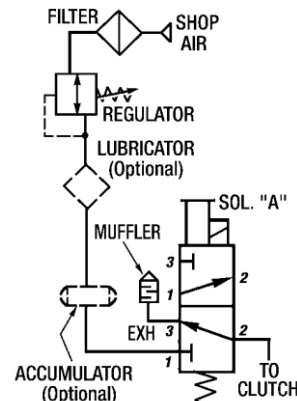 FILTER
SHOP
AIR
REGULATOR
LUBRICATOR
(Optional)
SOL. "A"
MUFFLER
3
2
1
EXH
3
2
1
TO
CLUTCH
ACCUMULATOR
(Optional)